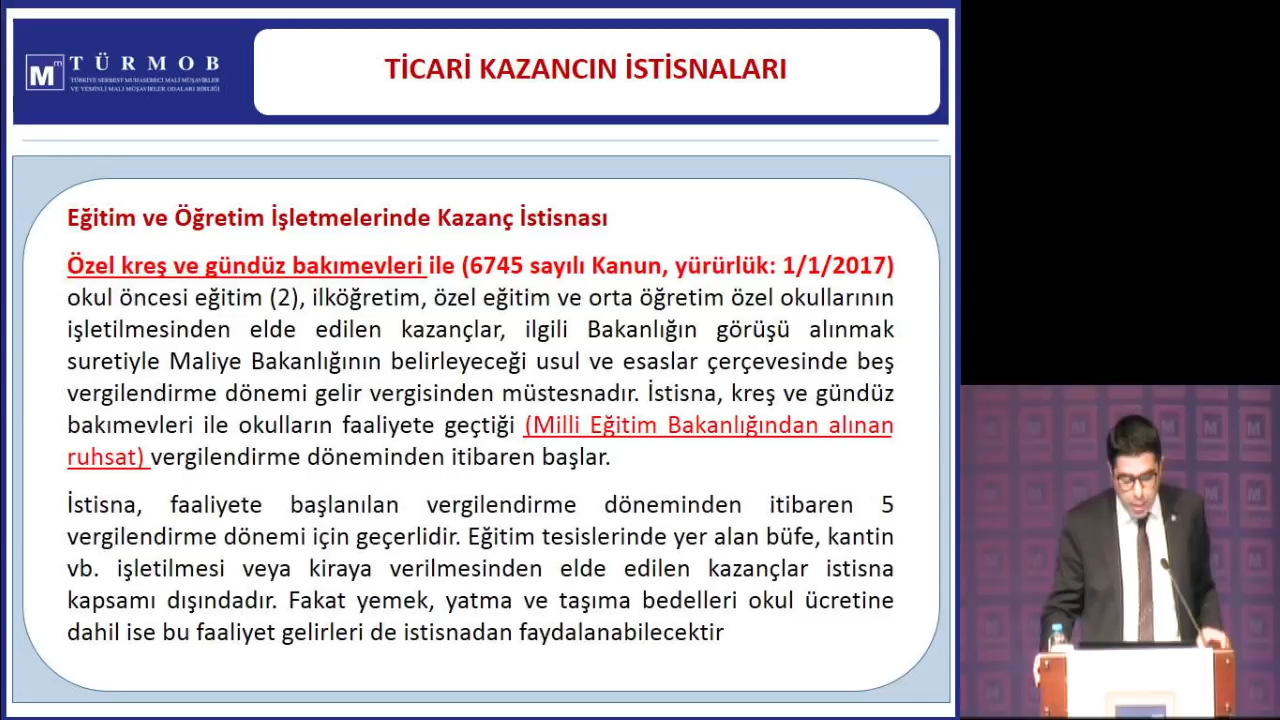 TÜRMOB
TÜRKİYE SERBEST MUHASEBECİ MALİ MÜŞAVİRLER
VE YEMİNLİ MALİ MÜŞAVİRLER ODALARI BİRLİĞİ
TİCARİ KAZANCIN İSTİSNALARI
Eğitim ve Öğretim İşletmelerinde Kazanç İstisnası
Özel kreş ve gündüz bakımevleri ile (6745 sayılı Kanun, yürürlük: 1/1/2017)
okul öncesi eğitim (2), ilköğretim, özel eğitim ve orta öğretim özel okullarının
işletilmesinden elde edilen kazançlar, ilgili Bakanlığın görüşü alınmak
suretiyle Maliye Bakanlığının belirleyeceği usul ve esaslar çerçevesinde beş
vergilendirme dönemi gelir vergisinden müstesnadır. İstisna, kreş ve gündüz
bakımevleri ile okulların faaliyete geçtiği (Milli Eğitim Bakanlığından alınan
ruhsat) vergilendirme döneminden itibaren başlar.
İstisna, faaliyete başlanılan vergilendirme döneminden itibaren 5
vergilendirme dönemi için geçerlidir. Eğitim tesislerinde yer alan büfe, kantin
vb. işletilmesi veya kiraya verilmesinden elde edilen kazançlar istisna
kapsamı dışındadır. Fakat yemek, yatma ve taşıma bedelleri okul ücretine
dahil ise bu faaliyet gelirleri de istisnadan faydalanabilecektir